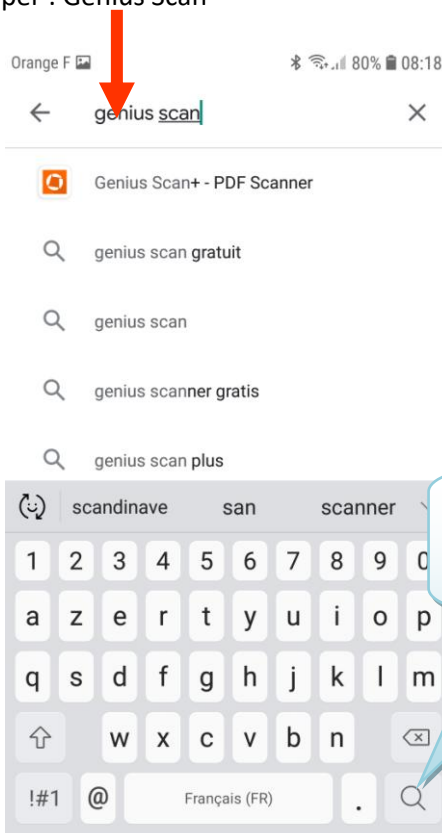 per : Genius Scan
Orange F 80% 08:18
genius scan
Genius Scan+ - PDF Scanner
genius scan gratuit
genius scan
genius scanner gratis
genius scan plus
scandinave san scanner
1 2 3 4 5 6 7 8 9 0
a z e r t y u i o p
q s d f g h j k l m
w x c v b n
!#1 @ Français (FR) .